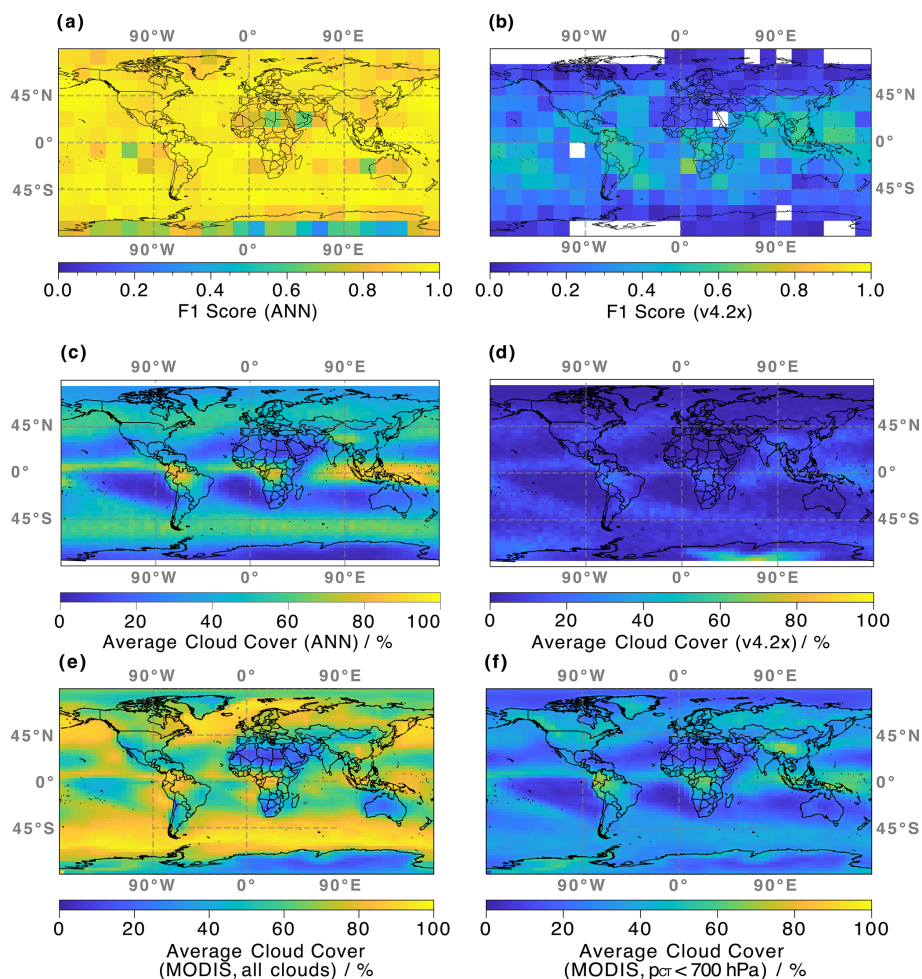 (a)
(b)
90°W 0° 90°E
90°W 0° 90°E
45°N
45°N
0°
0°
45°S
45°S
90°W 0° 90°E
90°W 0° 90°E
0.0 0.2 0.4 0.6 0.8 1.0
0.0 0.2 0.4 0.6 0.8 1.0
F1 Score (ANN)
F1 Score (v4.2x)
(c)
(d)
90°W 0° 90°E
90°W 0° 90°E
45°N
45°N
0°
0°
45°S
45°S
90°W 0° 90°E
90°W 0° 90°E
0 20 40 60 80 100
0 20 40 60 80 100
Average Cloud Cover (ANN) / %
Average Cloud Cover (v4.2x) / %
(e)
(f)
90°W 0° 90°E
90°W 0° 90°E
45°N
45°N
0°
0°
45°S
45°S
90°W 0° 90°E
90°W 0° 90°E
0 20 40 60 80 100
0 20 40 60 80 100
Average Cloud Cover
(MODIS, all clouds) / %
Average Cloud Cover
(MODIS, pCT < 700 hPa) / %